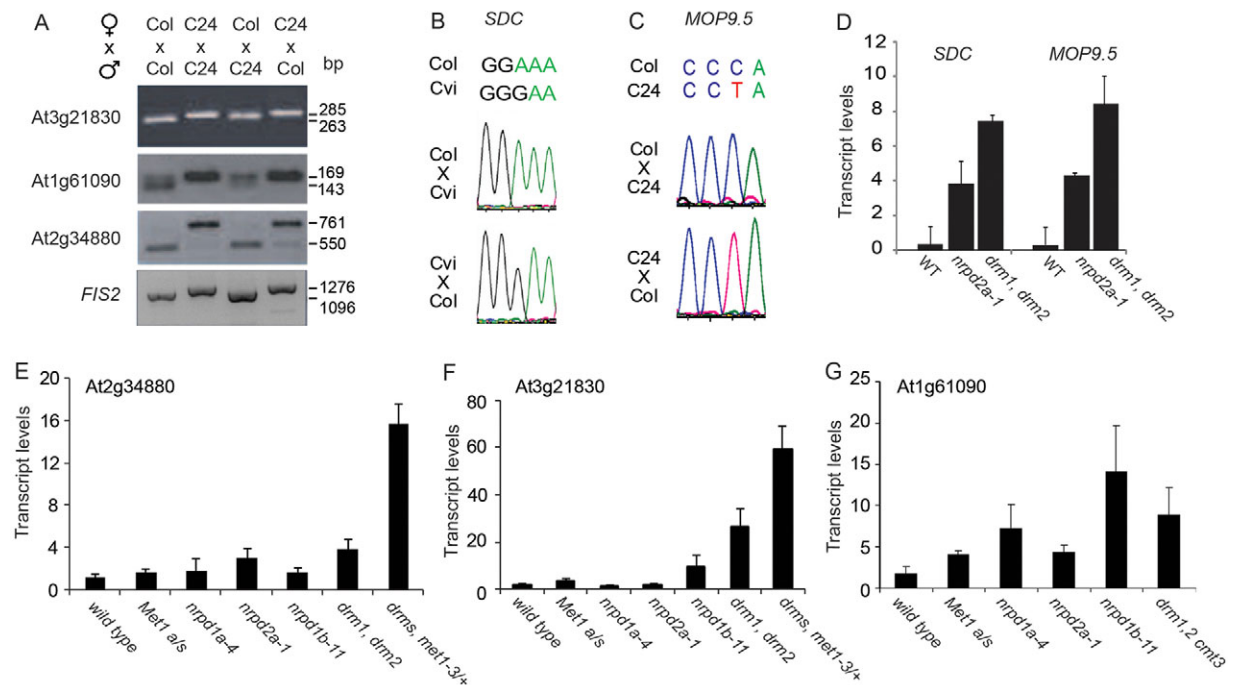 A
♀ Col C24 Col C24
x x x x x
♂ Col C24 C24 Col bp
At3g21830
285
263
At1g61090
169
143
At2g34880
761
550
FIS2
1276
1096
B SDC
Col GGAAA
Cvi GGGAA
Col
X
Cvi
Cvi
X
Col
C MOP9.5
Col C C C A
C24 C C T A
Col
X
C24
C24
X
Col
D
SDC MOP9.5
Transcript levels
12
10
8
6
4
2
0
WT nrpd2a-1 drm1, drm2 WT nrpd2a-1 drm1, drm2
E
At2g34880
Transcript levels
20
16
12
8
4
0
wild type Met1 a/s nrpd1a-4 nrpd2a-1 nrpd1b-11 drm1, drm2 drms, met1-3/+
F
At3g21830
Transcript levels
80
60
40
20
0
wild type Met1 a/s nrpd1a-4 nrpd2a-1 nrpd1b-11 drm1, drm2 drms, met1-3/+
G
At1g61090
Transcript levels
25
20
15
10
5
0
wild type Met1 a/s nrpd1a-4 nrpd2a-1 nrpd1b-11 drm1,2 cmt3